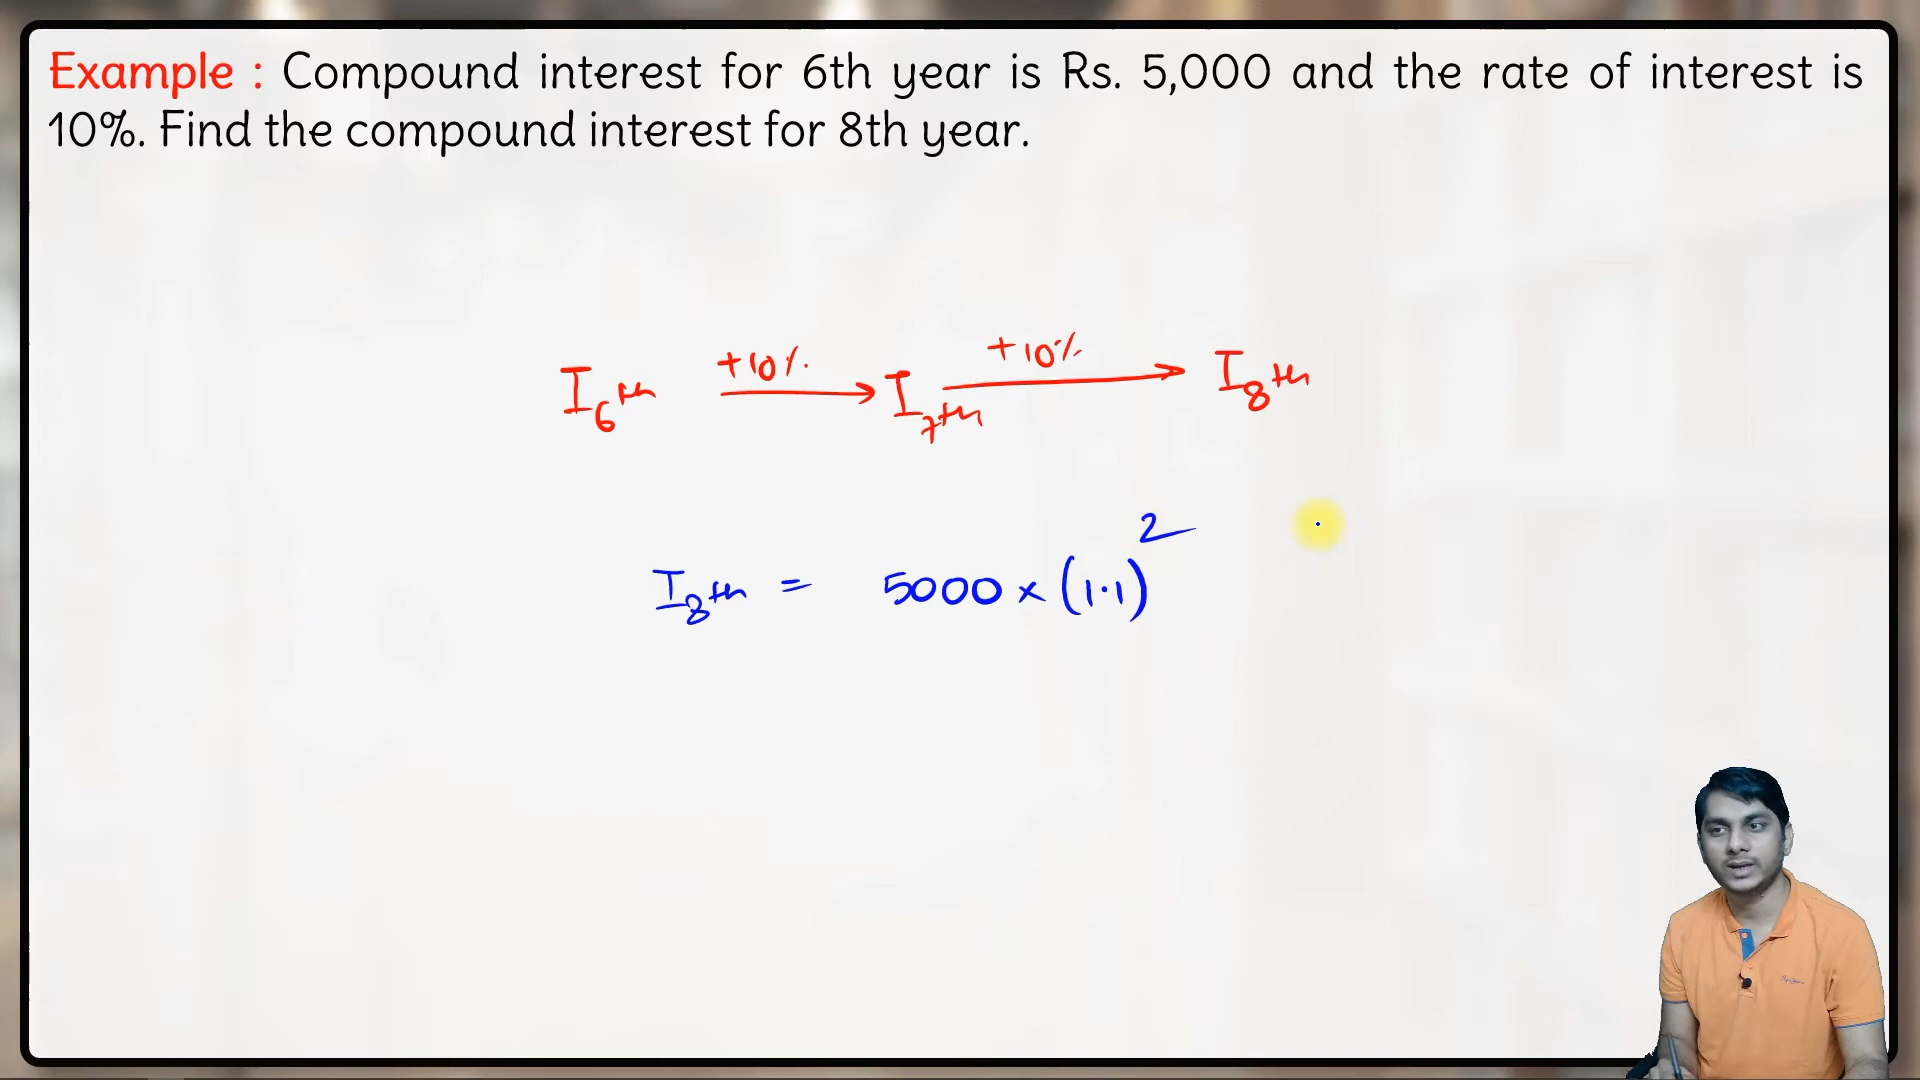 Example : Compound interest for 6th year is Rs. 5,000 and the rate of interest is
10%. Find the compound interest for 8th year.
I6th +10% → I7th +10% → I8th
I8th = 5000 × (1.1)²